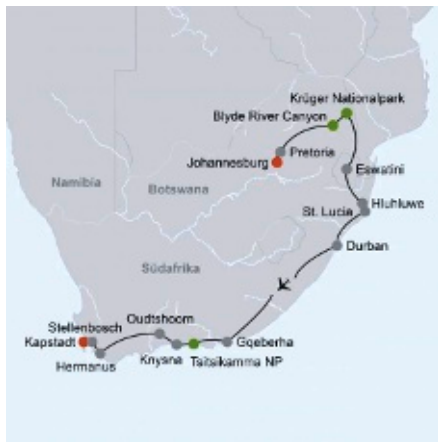 Krüger Nationalpark
Blyde River Canyon
Pretoria
Johannesburg
Eswatini
Namibia
Botswana
Hluhluwe
St. Lucia
Durban
Südafrika
Oudtshoorn
Stellenbosch
Kapstadt
Gqeberha
Knysna
Tsitsikamma NP
Hermanus